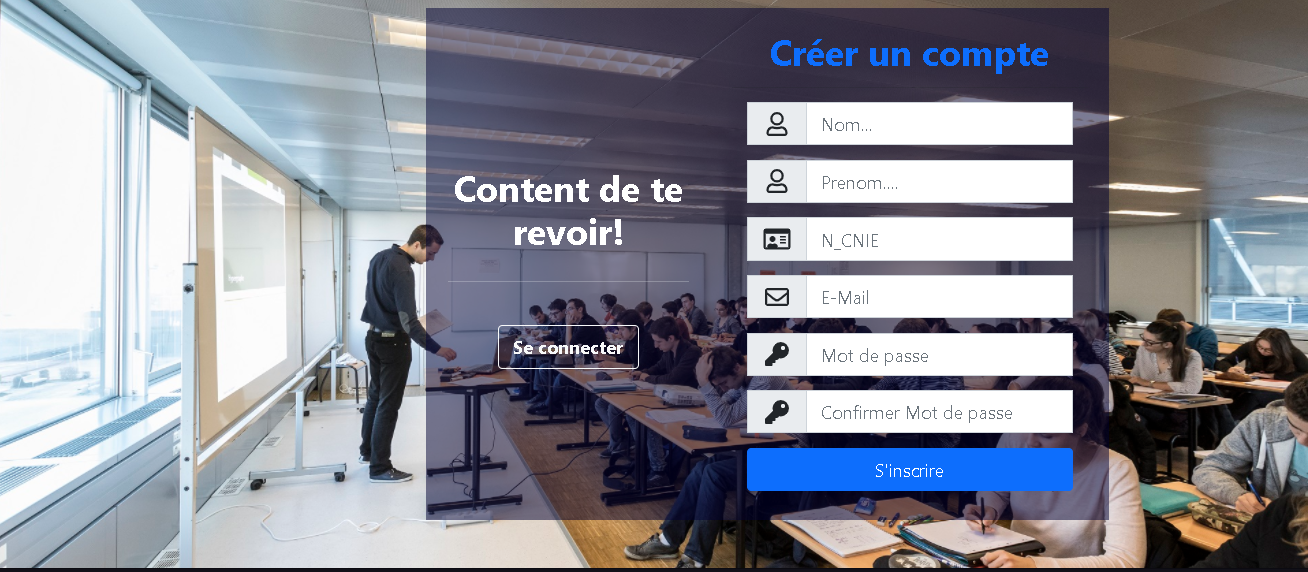 Content de te
revoir!
Se connecter
Créer un compte
Nom...
Prenom....
N_CNIE
E-Mail
Mot de passe
Confirmer Mot de passe
S'inscrire